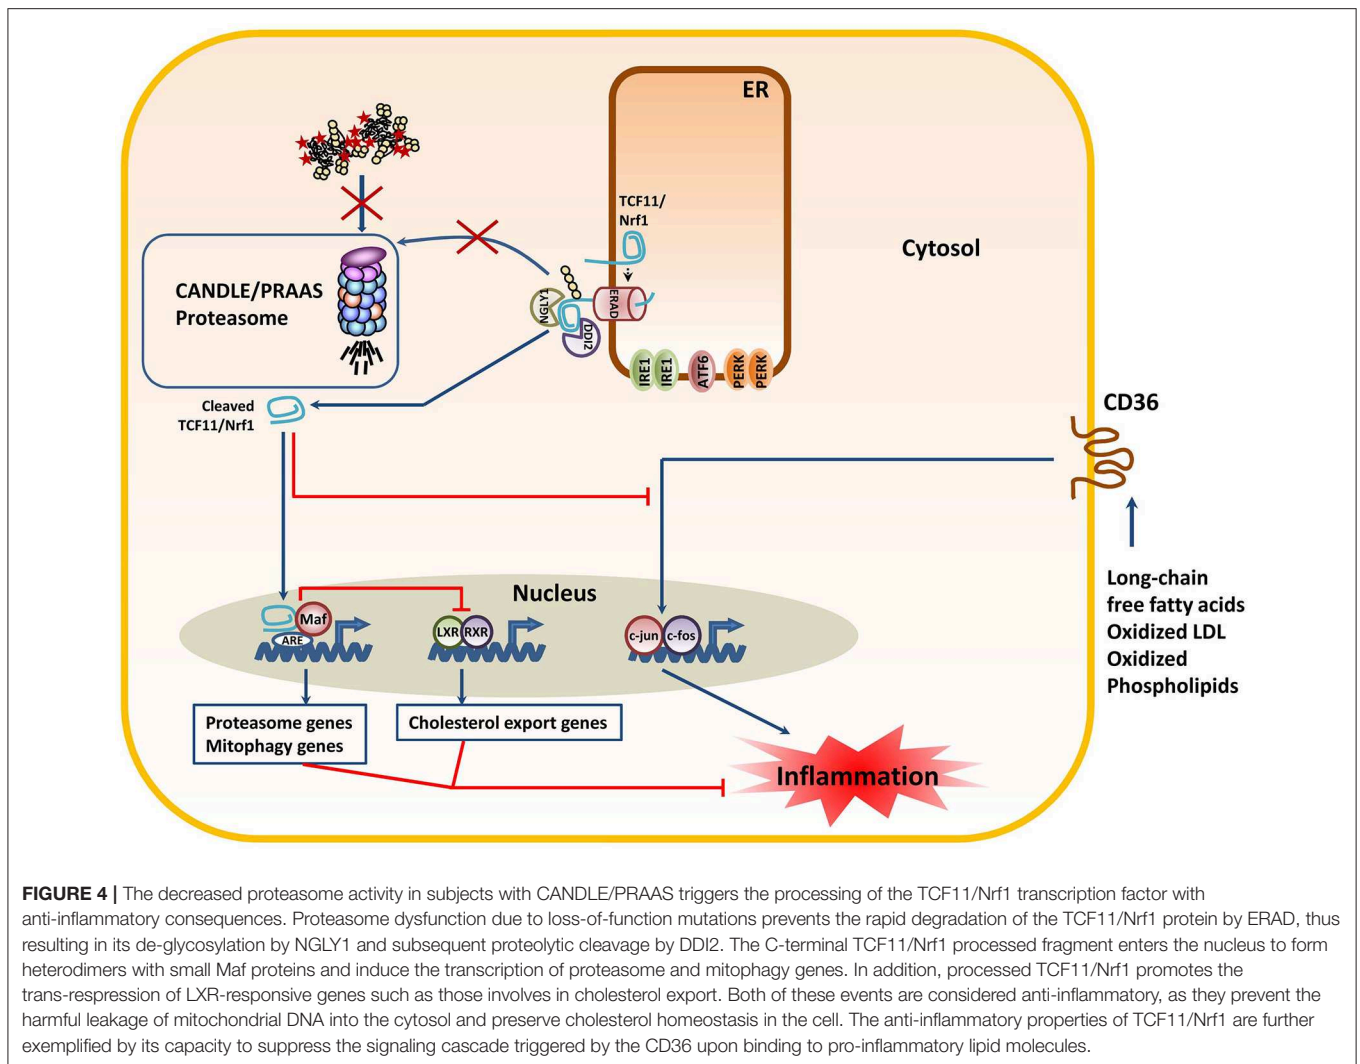 ER
TCF11/
Nrf1
Cytosol
CANDLE/PRAAS
Proteasome
NGLY1
ERAD
DDI2
IRE1
IRE1
ATF6
PERK
PERK
Cleaved
TCF11/Nrf1
CD36
Long-chain
free fatty acids
Oxidized LDL
Oxidized
Phospholipids
Nucleus
Maf
ARE
LXR
RXR
c-jun
c-fos
Proteasome genes
Mitophagy genes
Cholesterol export genes
Inflammation
FIGURE 4 | The decreased proteasome activity in subjects with CANDLE/PRAAS triggers the processing of the TCF11/Nrf1 transcription factor with
anti-inflammatory consequences. Proteasome dysfunction due to loss-of-function mutations prevents the rapid degradation of the TCF11/Nrf1 protein by ERAD, thus
resulting in its de-glycosylation by NGLY1 and subsequent proteolytic cleavage by DDI2. The C-terminal TCF11/Nrf1 processed fragment enters the nucleus to form
heterodimers with small Maf proteins and induce the transcription of proteasome and mitophagy genes. In addition, processed TCF11/Nrf1 promotes the
trans-respression of LXR-responsive genes such as those involves in cholesterol export. Both of these events are considered anti-inflammatory, as they prevent the
harmful leakage of mitochondrial DNA into the cytosol and preserve cholesterol homeostasis in the cell. The anti-inflammatory properties of TCF11/Nrf1 are further
exemplified by its capacity to suppress the signaling cascade triggered by the CD36 upon binding to pro-inflammatory lipid molecules.